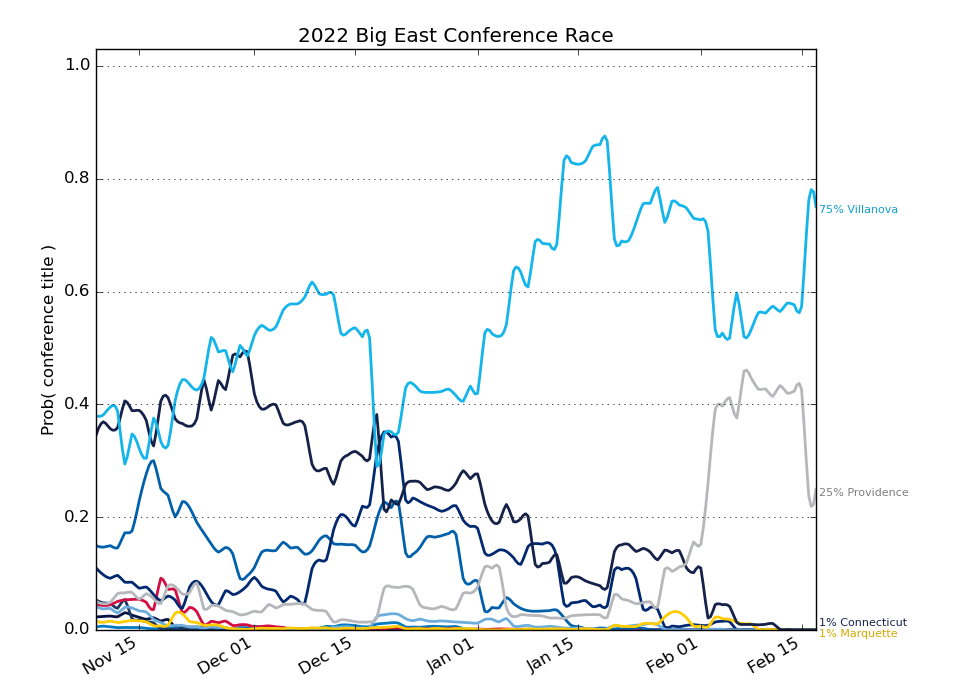 2022 Big East Conference Race
Prob( conference title )
1.0
0.8
0.6
0.4
0.2
0.0
75% Villanova
25% Providence
1% Connecticut
1% Marquette
Nov 15
Dec 01
Dec 15
Jan 01
Jan 15
Feb 01
Feb 15